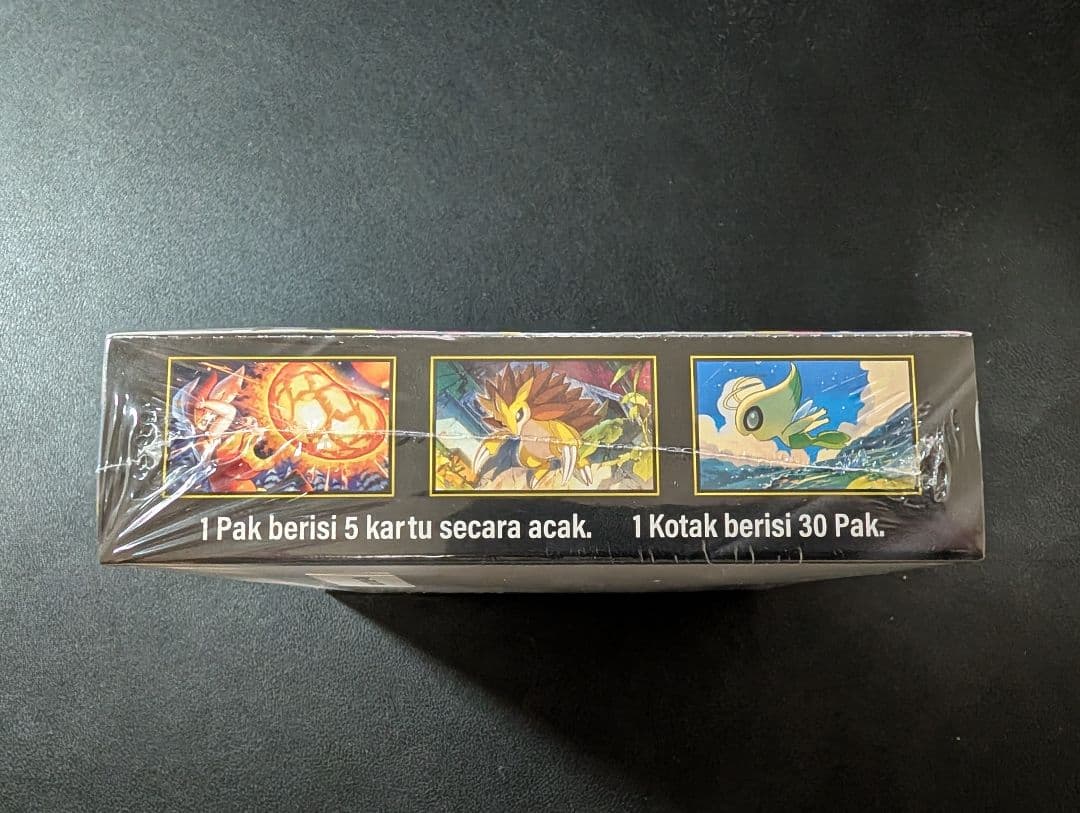 1 Pak berisi 5 kartu secara acak. 1 Kotak berisi 30 Pak.